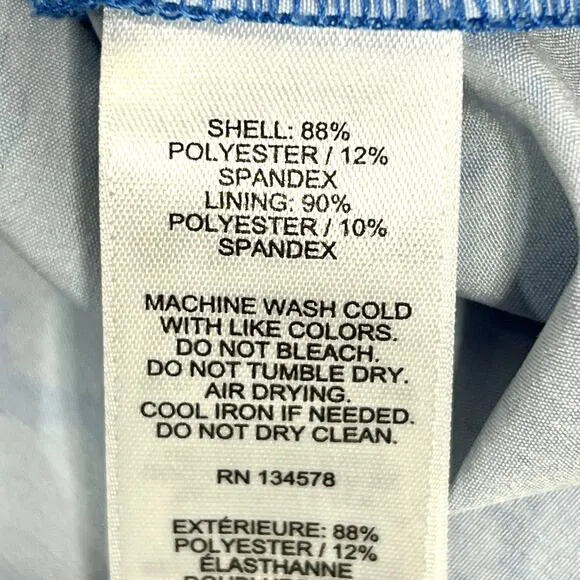 SHELL: 88%
POLYESTER / 12%
SPANDEX
LINING: 90%
POLYESTER / 10%
SPANDEX
MACHINE WASH COLD
WITH LIKE COLORS.
DO NOT BLEACH.
DO NOT TUMBLE DRY.
AIR DRYING.
COOL IRON IF NEEDED.
DO NOT DRY CLEAN.
RN 134578
EXTÉRIEURE: 88%
POLYESTER / 12%
ÉLASTHANNE